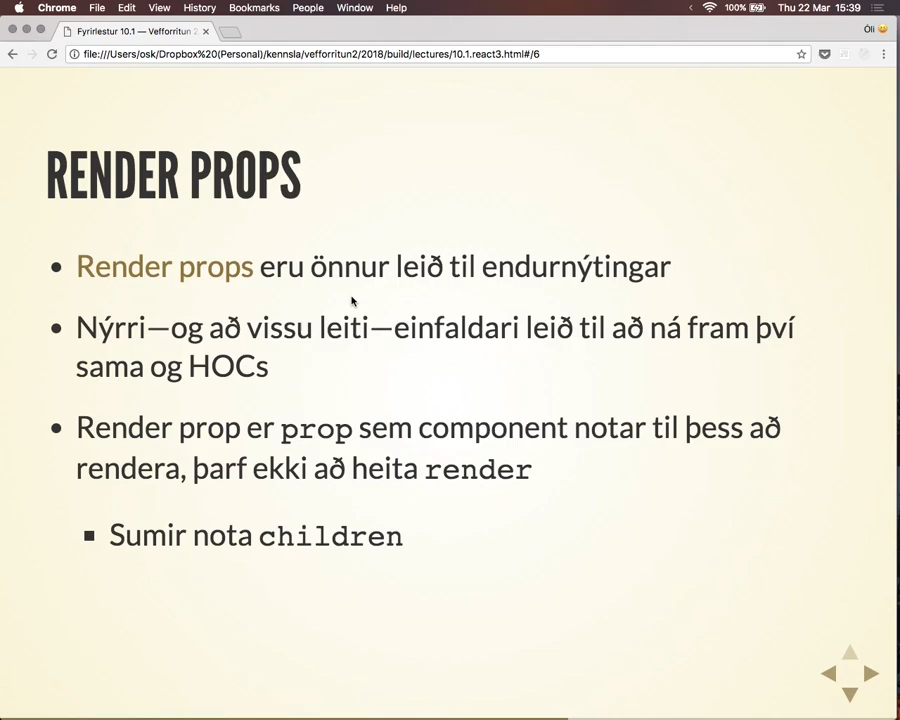 Chrome File Edit View History Bookmarks People Window Help 100% Thu 22 Mar 15:39
Fyrirlestur 10.1 — Vefforritun 2 Óli
file:///Users/osk/Dropbox%20(Personal)/kennsla/vefforritun2/2018/build/lectures/10.1.react3.html#/6
RENDER PROPS
Render props eru önnur leið til endurnýtingar
Nýrri—og að vissu leiti—einfaldari leið til að ná fram því
sama og HOCs
Render prop er prop sem component notar til þess að
rendera, þarf ekki að heita render
Sumir nota children